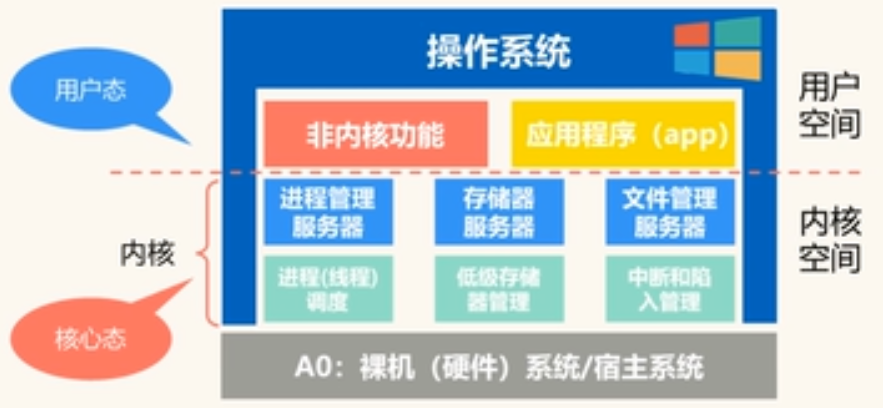 操作系统
用户态
用户
空间
非内核功能
应用程序（app）
进程管理
服务器
存储器
服务器
文件管理
服务器
内核
空间
内核
进程(线程)
调度
低级存储
器管理
中断和陷
入管理
核心态
A0：裸机（硬件）系统/宿主系统